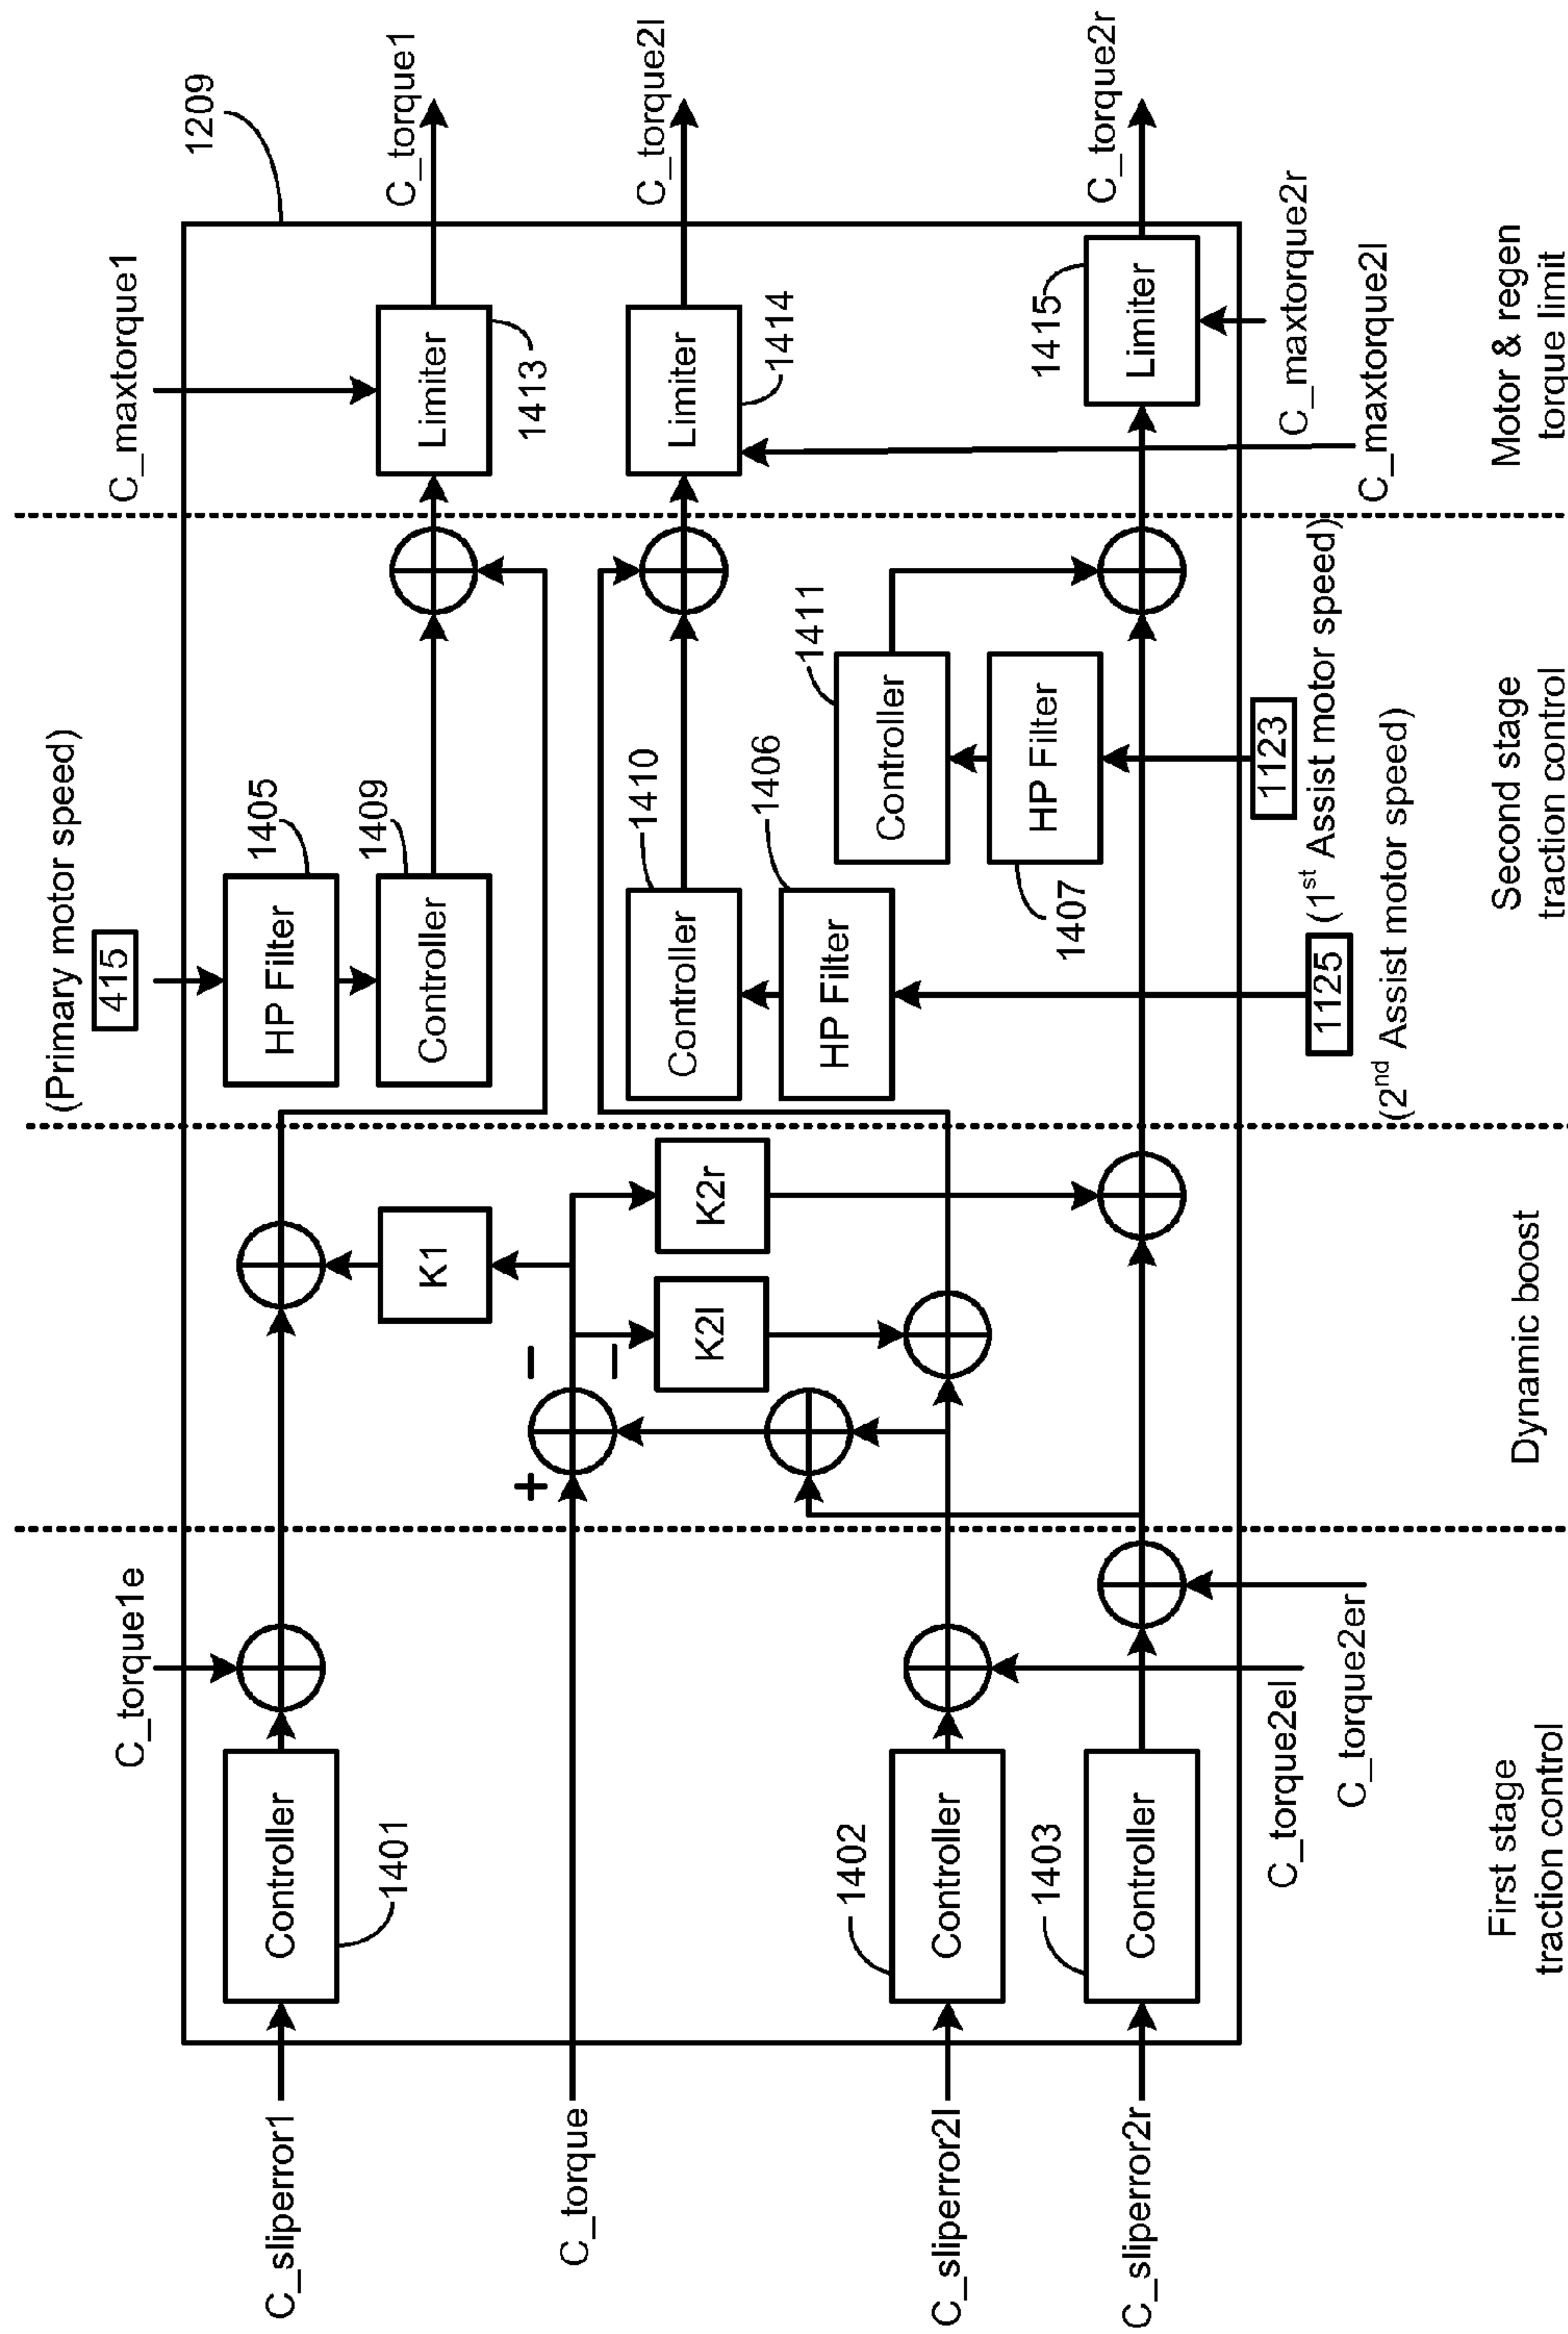 (Primary motor speed)
415
C_maxtorque1
1209
C_torque1e
HP Filter
1405
Controller
1401
C_sliperror1
K1
Controller
1409
Limiter
1413
C_torque1
+
−
−
C_torque
K2l
K2r
Controller
1410
Limiter
1414
C_torque2l
HP Filter
1406
Controller
1411
1402
Controller
C_sliperror2l
HP Filter
1407
1403
Controller
C_sliperror2r
1415
Limiter
C_torque2r
C_torque2el
C_torque2er
1123
(1st Assist motor speed)
1125
(2nd Assist motor speed)
C_maxtorque2r
C_maxtorque2l
First stage
traction control
Dynamic boost
Second stage
traction control
Motor & regen
torque limit